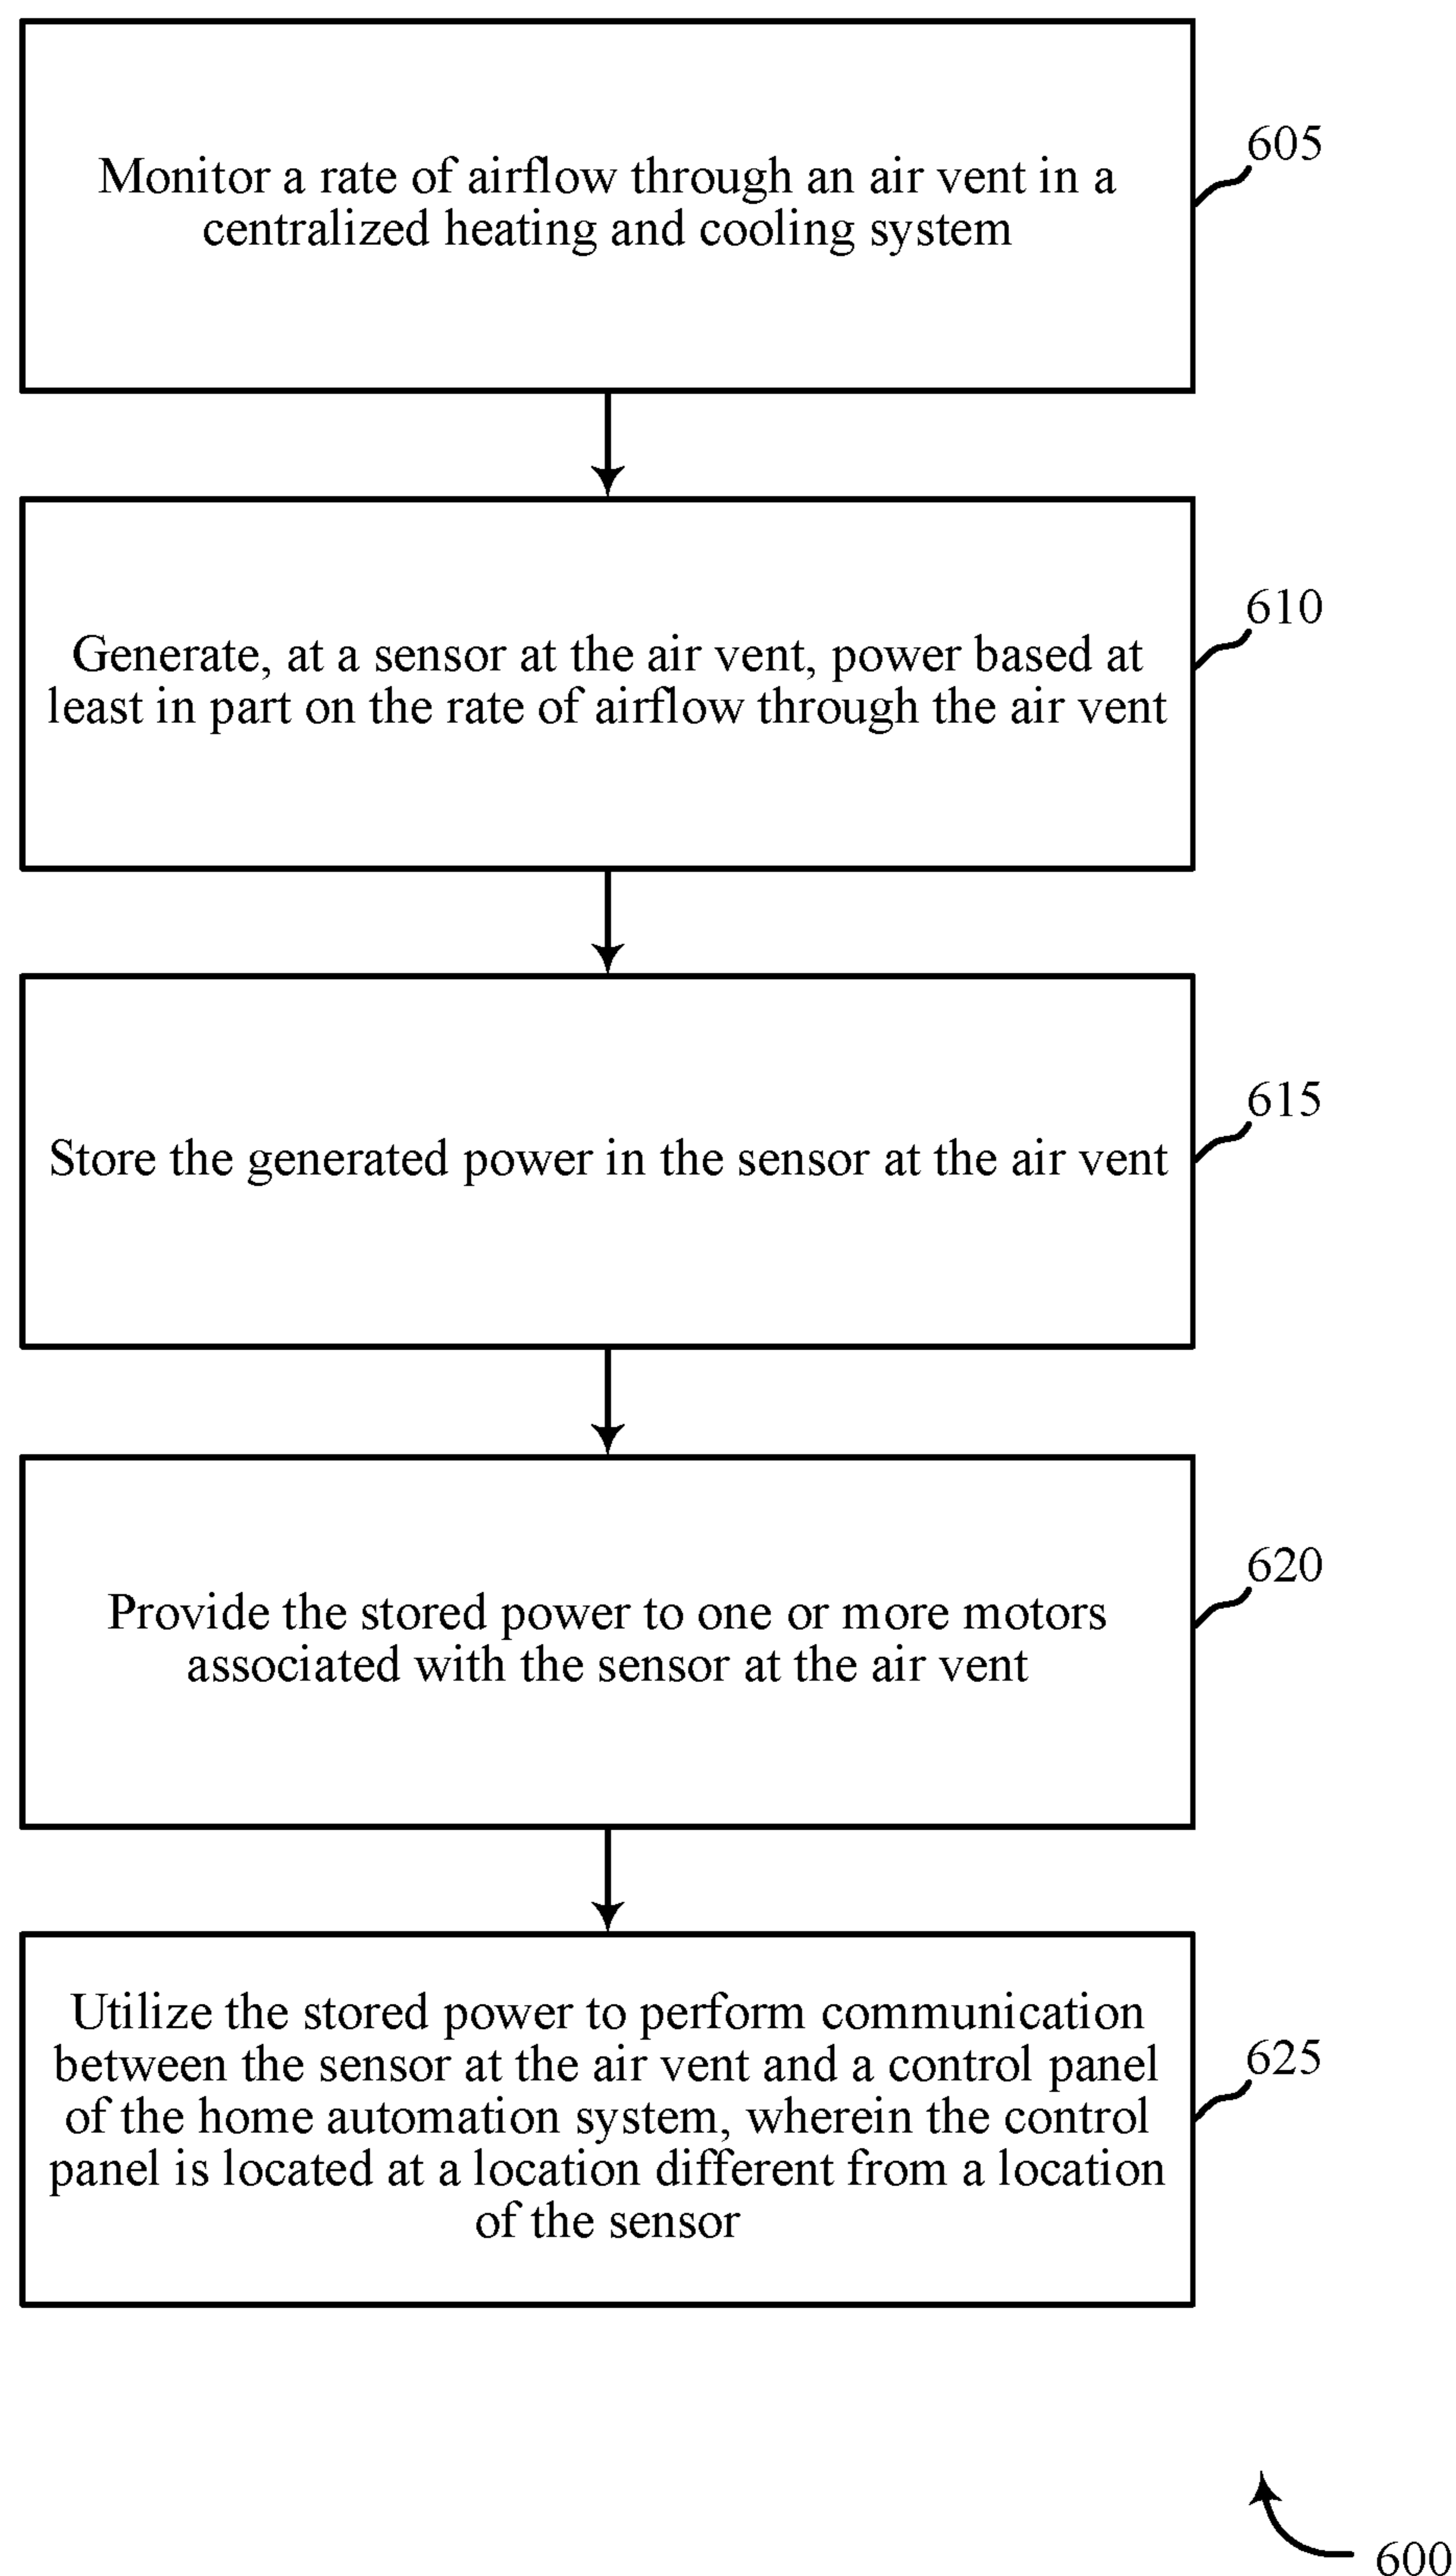 Monitor a rate of airflow through an air vent in a
centralized heating and cooling system
605
Generate, at a sensor at the air vent, power based at
least in part on the rate of airflow through the air vent
610
Store the generated power in the sensor at the air vent
615
Provide the stored power to one or more motors
associated with the sensor at the air vent
620
Utilize the stored power to perform communication
between the sensor at the air vent and a control panel
of the home automation system, wherein the control
panel is located at a location different from a location
of the sensor
625
600